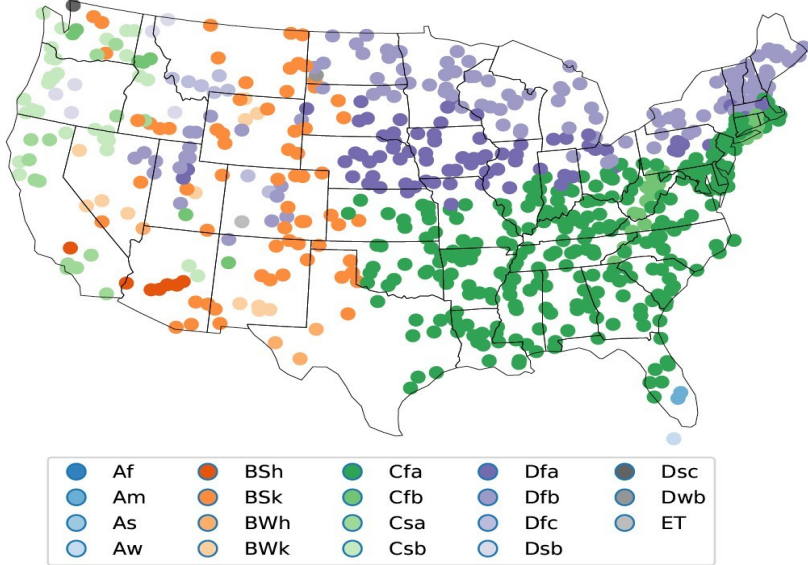 Af BSh Cfa Dfa Dsc
Am BSk Cfb Dfb Dwb
As BWh Csa Dfc ET
Aw BWk Csb Dsb